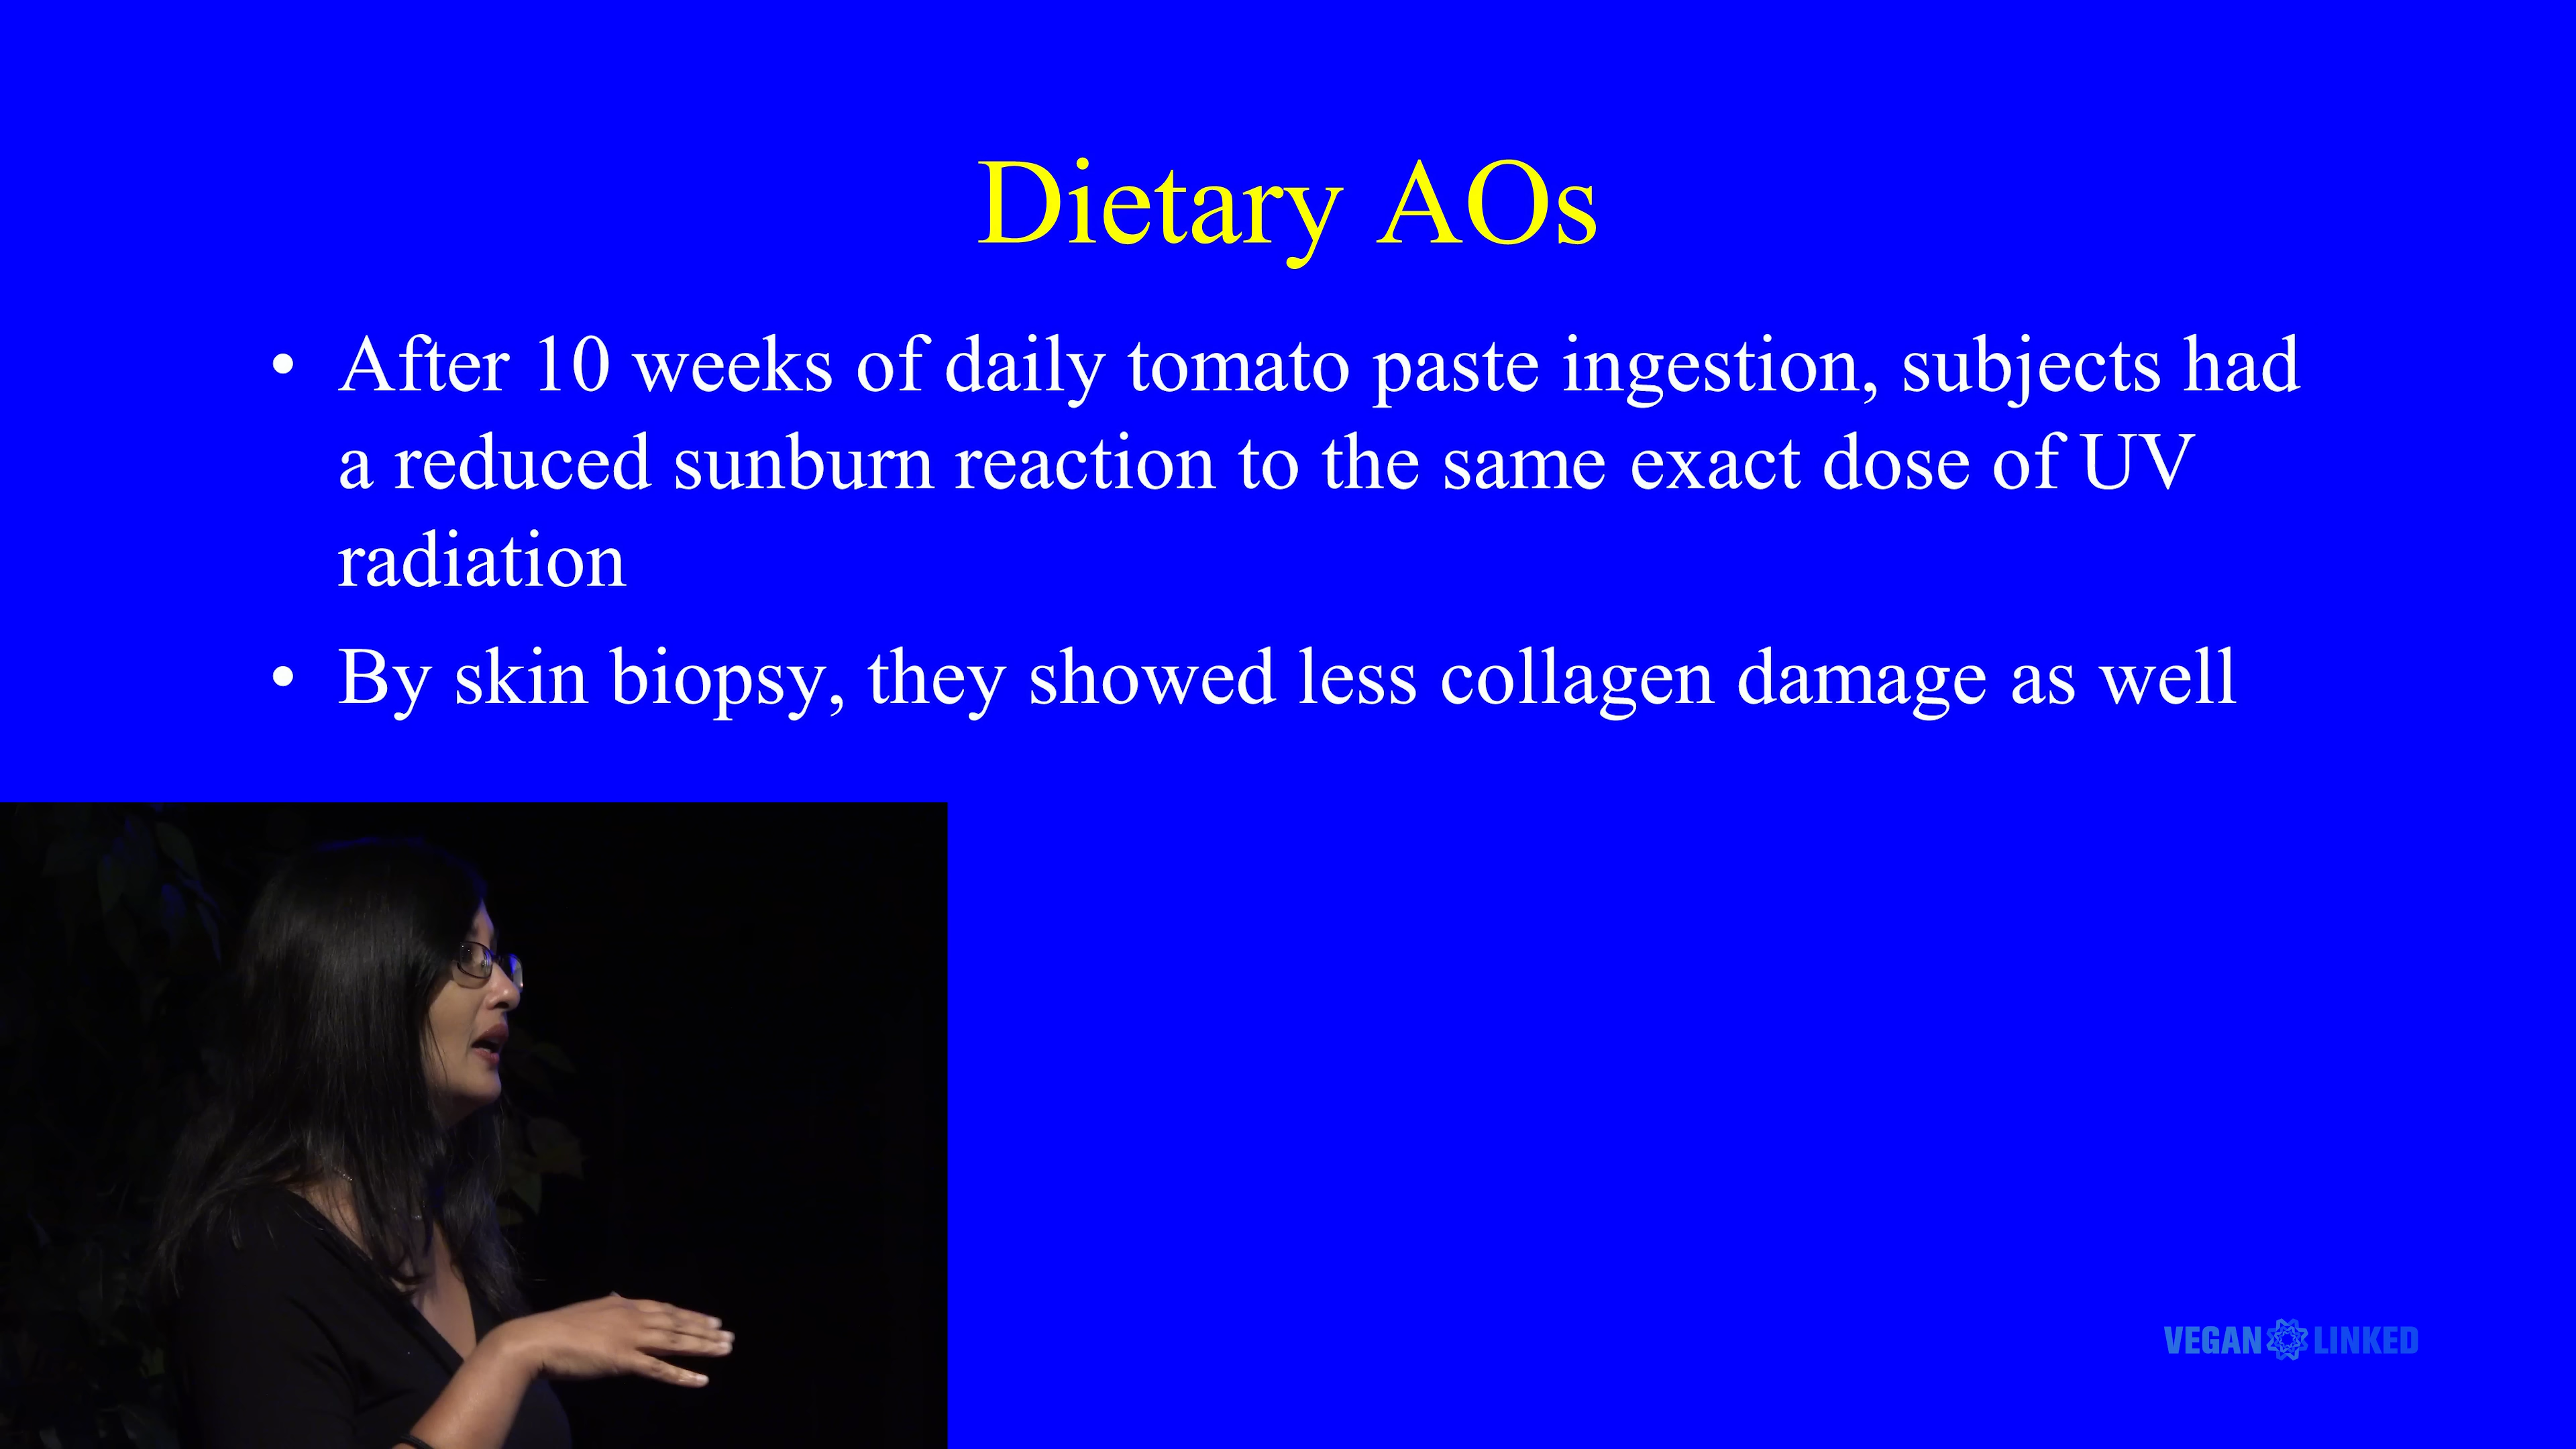 Dietary AOs
• After 10 weeks of daily tomato paste ingestion, subjects had
a reduced sunburn reaction to the same exact dose of UV
radiation
• By skin biopsy, they showed less collagen damage as well
VEGAN LINKED